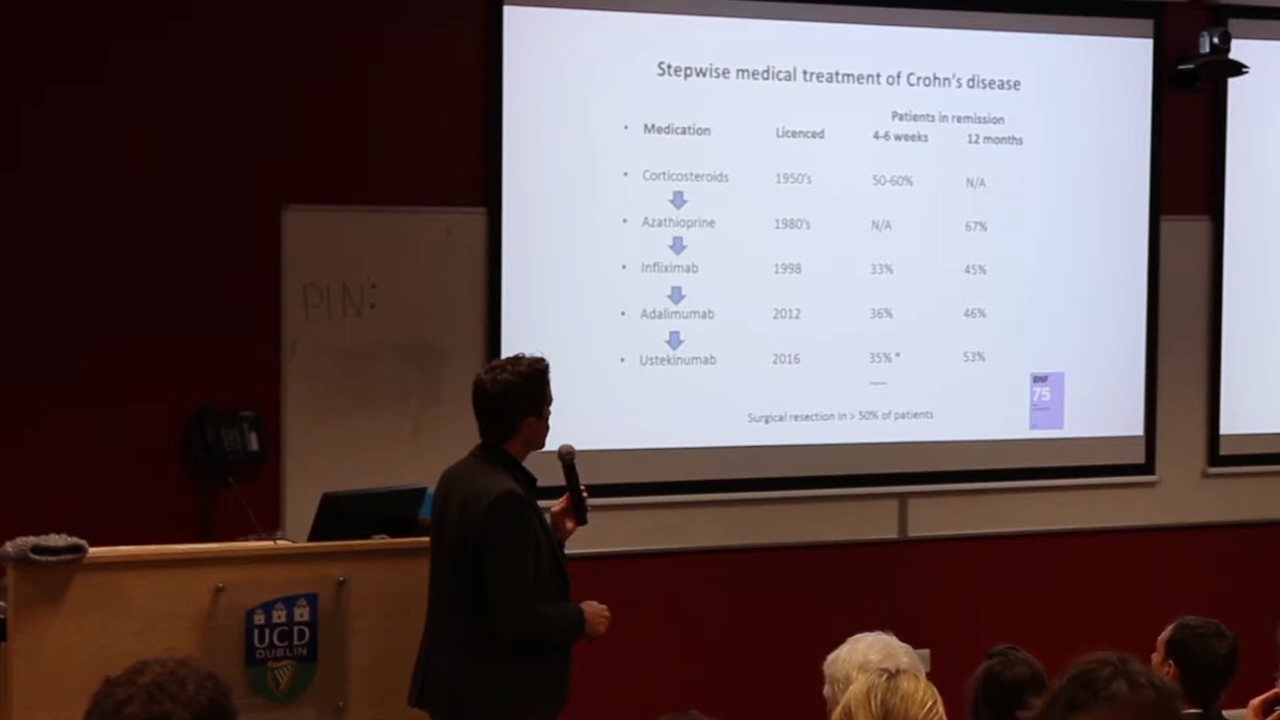 Stepwise medical treatment of Crohn's disease
Patients in remission
• Medication Licenced 4-6 weeks 12 months
• Corticosteroids 1950's 50-60% N/A
• Azathioprine 1980's N/A 67%
• Infliximab 1998 33% 45%
• Adalimumab 2012 36% 46%
• Ustekinumab 2016 35% * 53%
Surgical resection in > 50% of patients
BNF
75
PIN:
UCD
DUBLIN